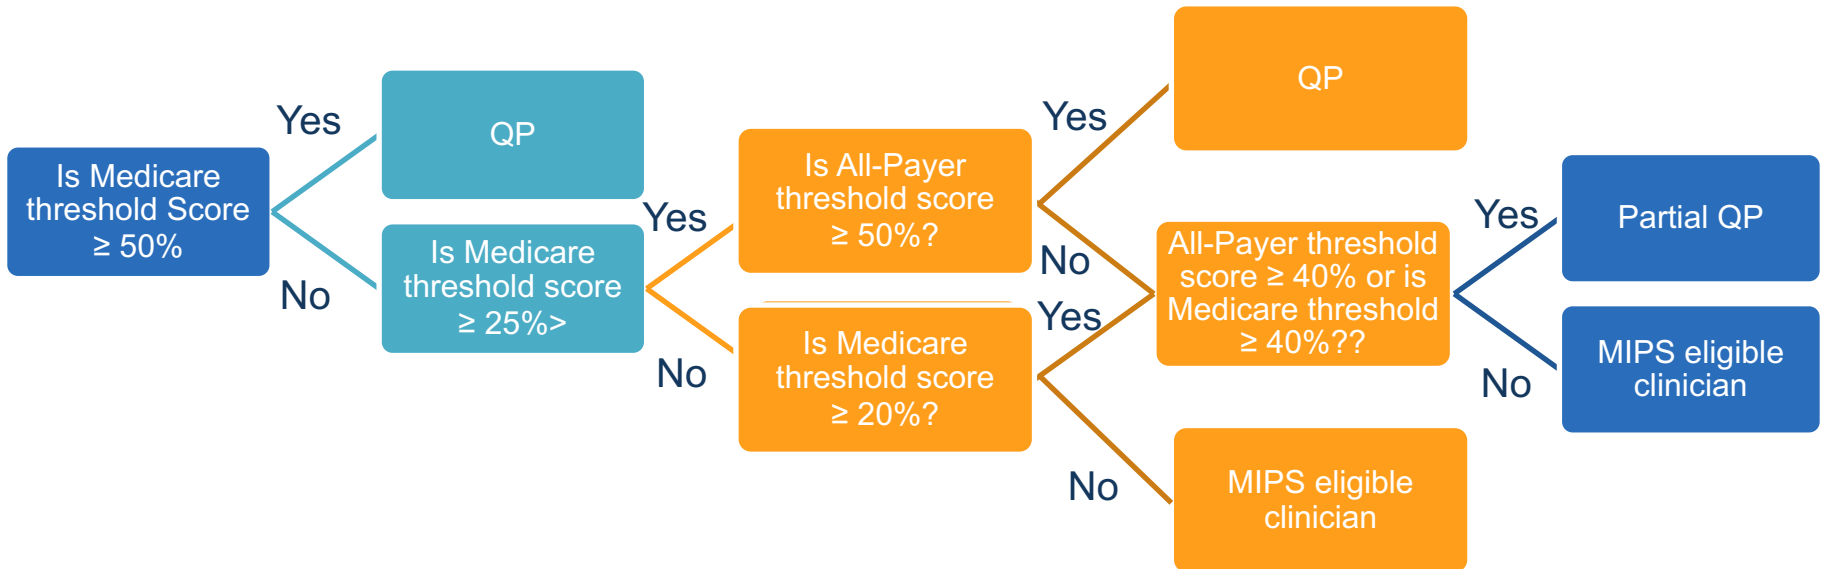 Is Medicare
threshold Score
≥ 50%
Yes
No
QP
Is Medicare
threshold score
≥ 25%>
Yes
No
Is All-Payer
threshold score
≥ 50%?
Is Medicare
threshold score
≥ 20%?
Yes
No
Yes
No
QP
All-Payer threshold
score ≥ 40% or is
Medicare threshold
≥ 40%??
MIPS eligible
clinician
Yes
No
Partial QP
MIPS eligible
clinician